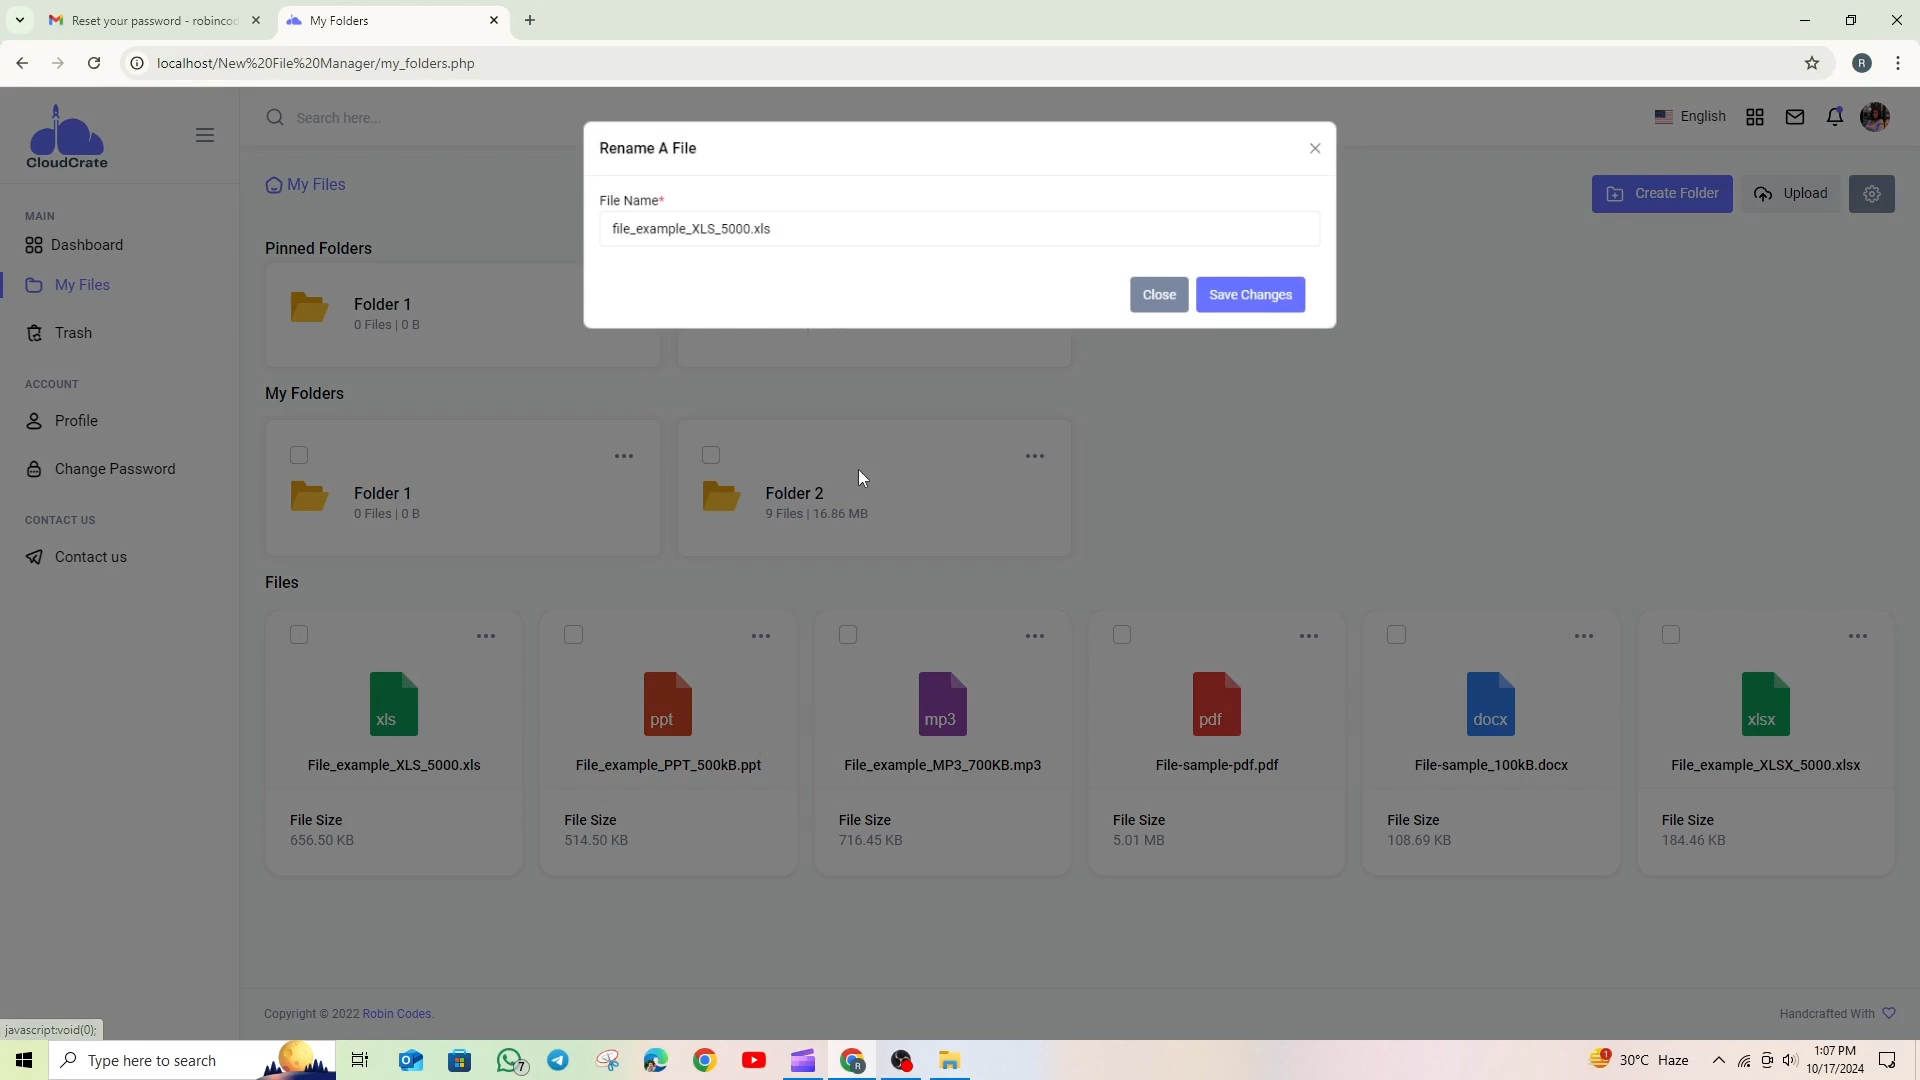 Reset your password - robincod
My Folders
localhost/New%20File%20Manager/my_folders.php
R
CloudCrate
Search here...
English
Rename A File
File Name*
file_example_XLS_5000.xls
Close
Save Changes
My Files
Create Folder
Upload
MAIN
Dashboard
My Files
Trash
ACCOUNT
Profile
Change Password
CONTACT US
Contact us
Pinned Folders
Folder 1
0 Files | 0 B
My Folders
Folder 1
0 Files | 0 B
Folder 2
9 Files | 16.86 MB
Files
xls
ppt
mp3
pdf
docx
xlsx
File_example_XLS_5000.xls
File_example_PPT_500kB.ppt
File_example_MP3_700KB.mp3
File-sample-pdf.pdf
File-sample_100kB.docx
File_example_XLSX_5000.xlsx
File Size
656.50 KB
File Size
514.50 KB
File Size
716.45 KB
File Size
5.01 MB
File Size
108.69 KB
File Size
184.46 KB
Copyright © 2022 Robin Codes.
Handcrafted With
javascript:void(0);
Type here to search
7
R
1
30°C Haze
1:07 PM
10/17/2024